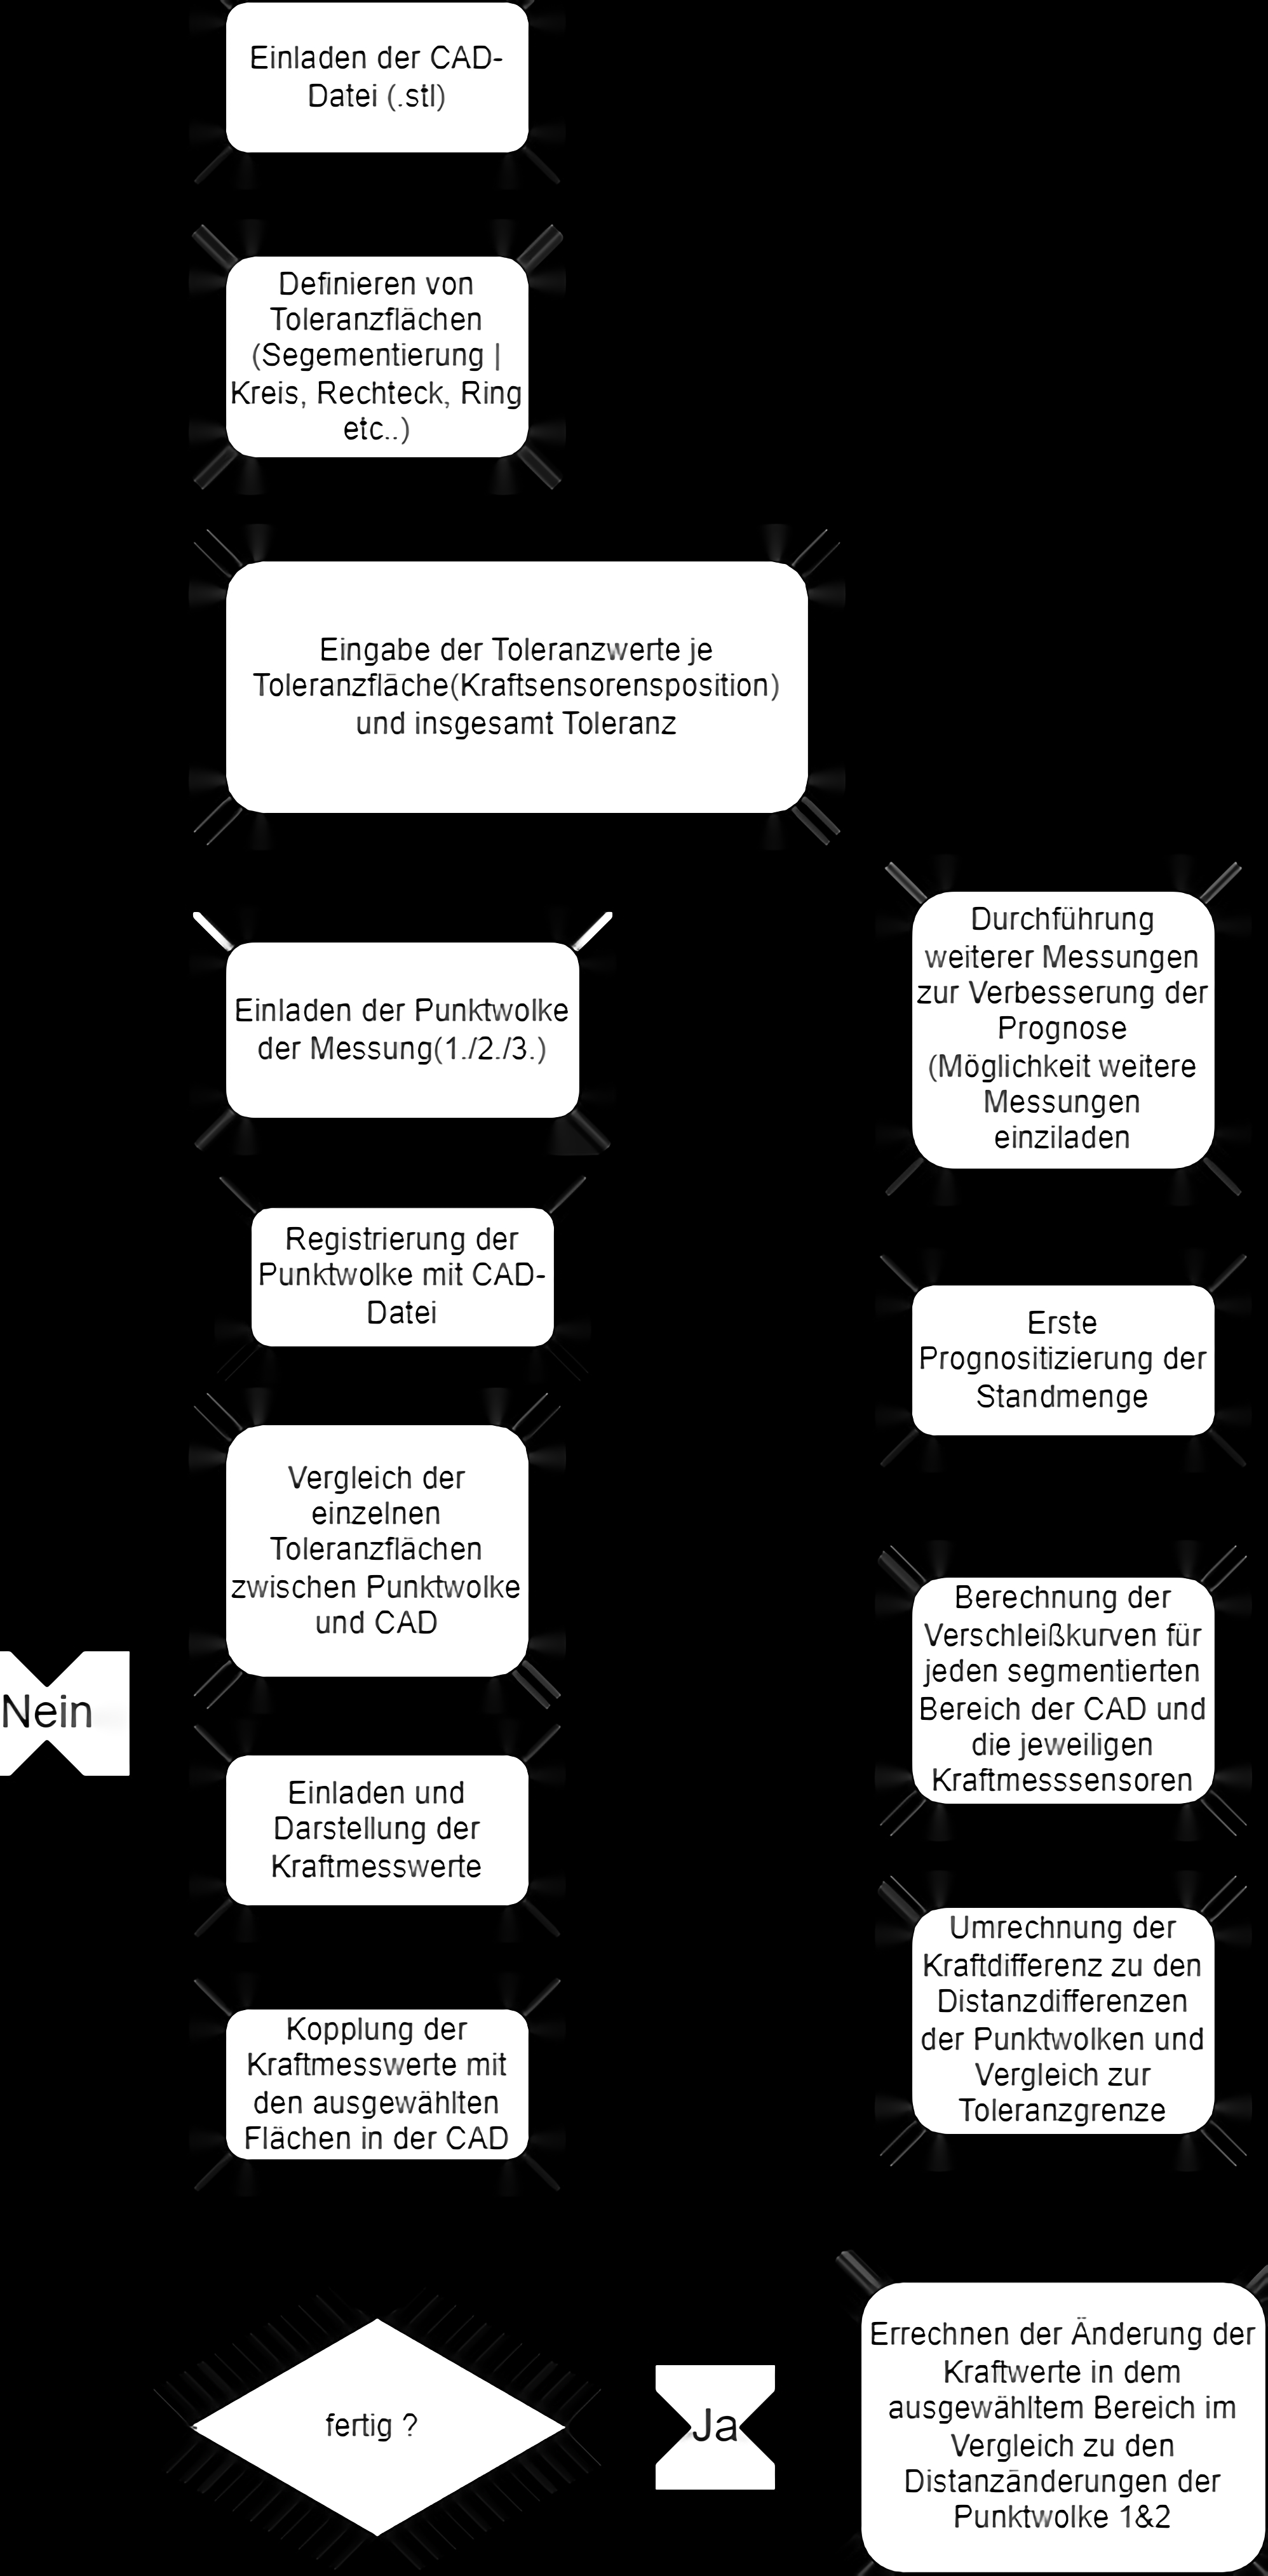 Einladen der CAD-
Datei (.stl)
Definieren von
Toleranzflächen
(Segementierung |
Kreis, Rechteck, Ring
etc..)
Eingabe der Toleranzwerte je
Toleranzfläche(Kraftsensorensposition)
und insgesamt Toleranz
Einladen der Punktwolke
der Messung(1./2./3.)
Registrierung der
Punktwolke mit CAD-
Datei
Vergleich der
einzelnen
Toleranzflächen
zwischen Punktwolke
und CAD
Nein
Einladen und
Darstellung der
Kraftmesswerte
Kopplung der
Kraftmesswerte mit
den ausgewählten
Flächen in der CAD
fertig ?
Ja
Errechnen der Änderung der
Kraftwerte in dem
ausgewähltem Bereich im
Vergleich zu den
Distanzänderungen der
Punktwolke 1&2
Umrechnung der
Kraftdifferenz zu den
Distanzdifferenzen
der Punktwolken und
Vergleich zur
Toleranzgrenze
Berechnung der
Verschleißkurven für
jeden segmentierten
Bereich der CAD und
die jeweiligen
Kraftmesssensoren
Erste
Prognositizierung der
Standmenge
Durchführung
weiterer Messungen
zur Verbesserung der
Prognose
(Möglichkeit weitere
Messungen
einziladen